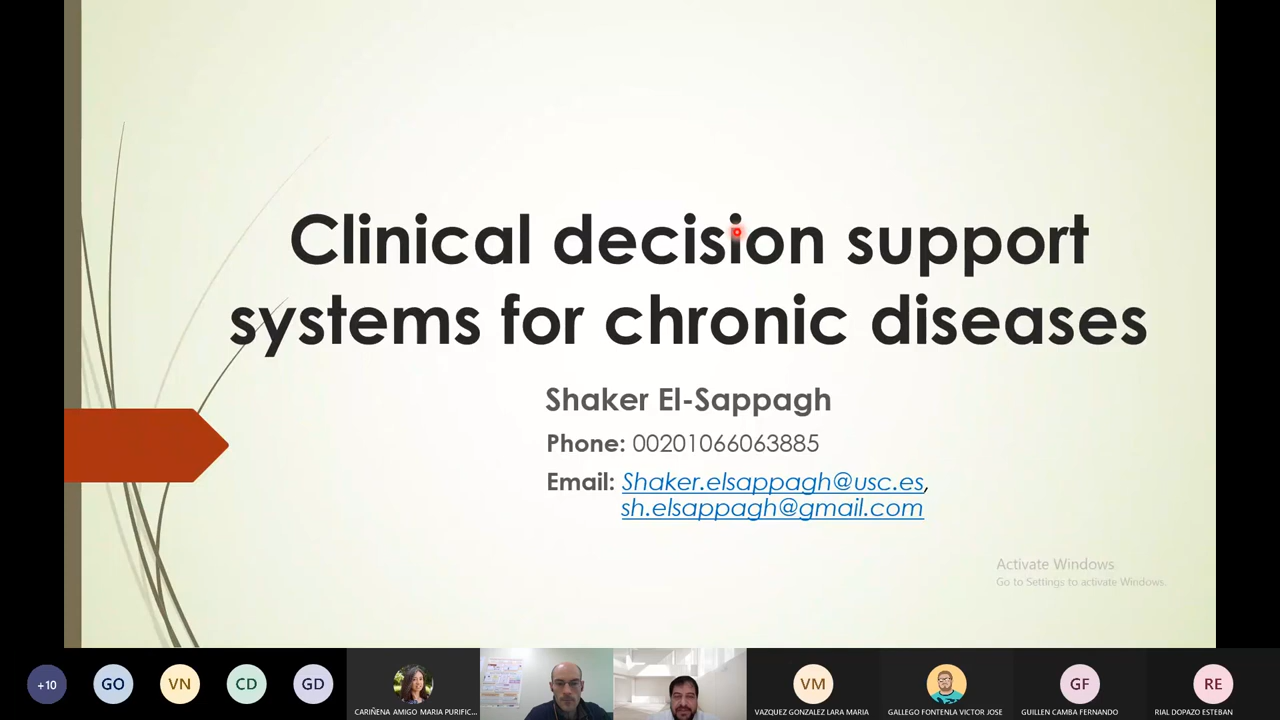 Clinical decision support
systems for chronic diseases
Shaker El-Sappagh
Phone: 00201066063885
Email: Shaker.elsappagh@usc.es,
sh.elsappagh@gmail.com
Activate Windows
Go to Settings to activate Windows.
+10
GO
VN
CD
GD
CARIÑENA AMIGO MARIA PURIFIC...
VM
VAZQUEZ GONZALEZ LARA MARIA
GALLEGO FONTENLA VICTOR JOSE
GF
GUILLEN CAMBA FERNANDO
RE
RIAL DOPAZO ESTEBAN